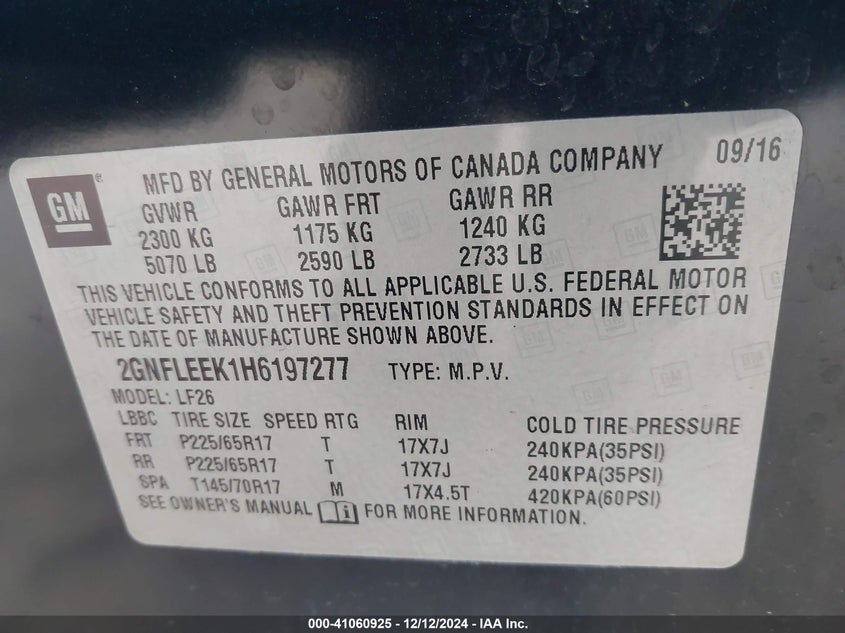 MFD BY GENERAL MOTORS OF CANADA COMPANY 09/16
GM®
GVWR GAWR FRT GAWR RR
2300 KG 1175 KG 1240 KG
5070 LB 2590 LB 2733 LB
THIS VEHICLE CONFORMS TO ALL APPLICABLE U.S. FEDERAL MOTOR
VEHICLE SAFETY AND THEFT PREVENTION STANDARDS IN EFFECT ON
THE DATE OF MANUFACTURE SHOWN ABOVE.
2GNFLEEK1H6197277 TYPE: M.P.V.
MODEL: LF26
LBBC TIRE SIZE SPEED RTG RIM COLD TIRE PRESSURE
FRT P225/65R17 T 17X7J 240KPA(35PSI)
RR P225/65R17 T 17X7J 240KPA(35PSI)
SPA T145/70R17 M 17X4.5T 420KPA(60PSI)
SEE OWNER'S MANUAL i FOR MORE INFORMATION.
000-41060925 - 12/12/2024 - IAA Inc.